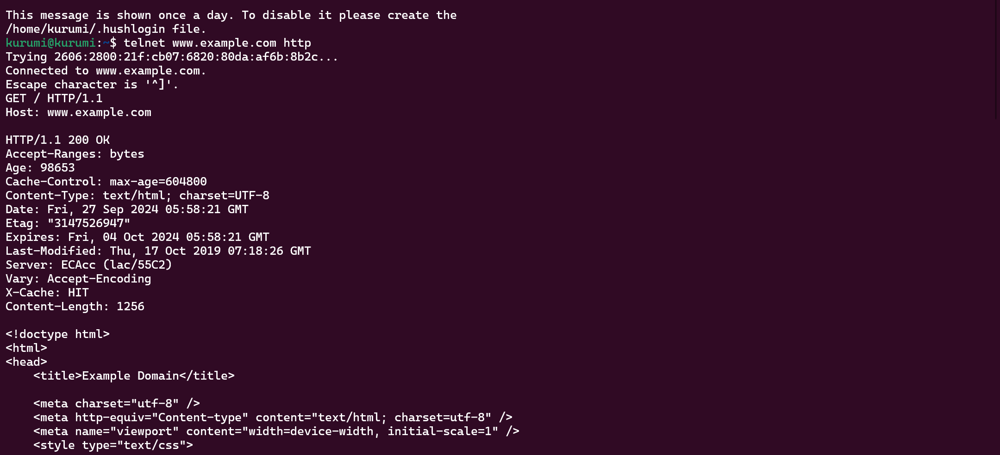 This message is shown once a day. To disable it please create the
/home/kurumi/.hushlogin file.
kurumi@kurumi:~$ telnet www.example.com http
Trying 2606:2800:21f:cb07:6820:80da:af6b:8b2c...
Connected to www.example.com.
Escape character is '^]'.
GET / HTTP/1.1
Host: www.example.com

HTTP/1.1 200 OK
Accept-Ranges: bytes
Age: 98653
Cache-Control: max-age=604800
Content-Type: text/html; charset=UTF-8
Date: Fri, 27 Sep 2024 05:58:21 GMT
Etag: "3147526947"
Expires: Fri, 04 Oct 2024 05:58:21 GMT
Last-Modified: Thu, 17 Oct 2019 07:18:26 GMT
Server: ECAcc (lac/55C2)
Vary: Accept-Encoding
X-Cache: HIT
Content-Length: 1256

<!doctype html>
<html>
<head>
    <title>Example Domain</title>

    <meta charset="utf-8" />
    <meta http-equiv="Content-type" content="text/html; charset=utf-8" />
    <meta name="viewport" content="width=device-width, initial-scale=1" />
    <style type="text/css">